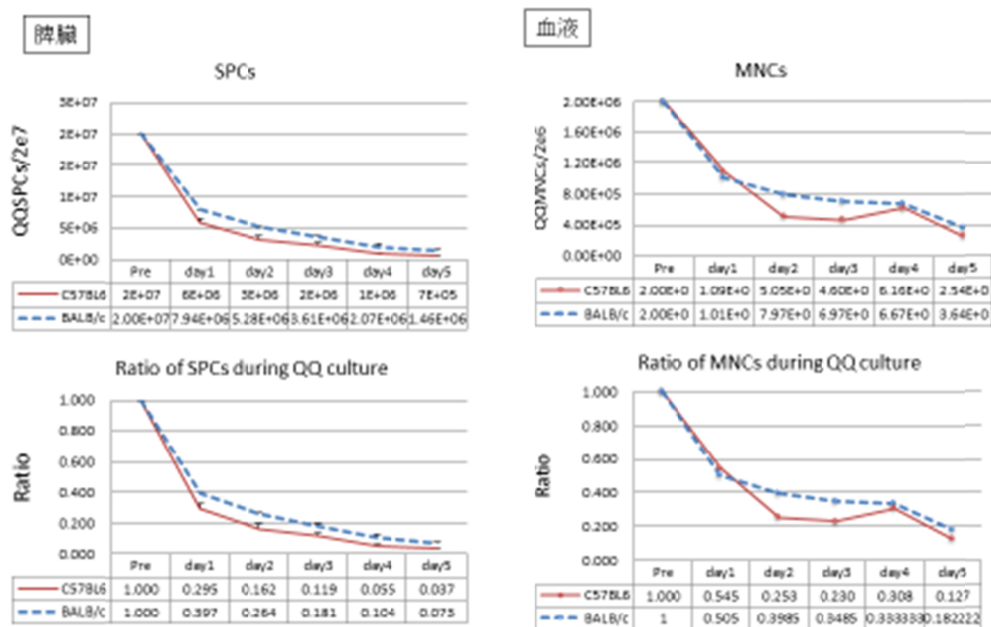 脾臓
SPCs
QQSPCs/2e7
3E+07
2E+07
2E+07
1E+07
5E+06
0E+00
Pre day1 day2 day3 day4 day5
C57BL6 2E+07 6E+06 3E+06 2E+06 1E+06 7E+05
BALB/c 2.00E+07 7.94E+06 5.28E+06 3.61E+06 2.07E+06 1.46E+06
Ratio of SPCs during QQ culture
Ratio
1.000
0.800
0.600
0.400
0.200
0.000
Pre day1 day2 day3 day4 day5
C57BL6 1.000 0.295 0.162 0.119 0.055 0.037
BALB/c 1.000 0.397 0.264 0.181 0.104 0.073
血液
MNCs
QQMNCs/2e6
2.00E+06
1.60E+06
1.20E+06
8.00E+05
4.00E+05
0.00E+00
Pre day1 day2 day3 day4 day5
C57BL6 2.00E+0 1.09E+0 5.05E+0 4.60E+0 6.16E+0 2.54E+0
BALB/c 2.00E+0 1.01E+0 7.97E+0 6.97E+0 6.67E+0 3.64E+0
Ratio of MNCs during QQ culture
Ratio
1.000
0.800
0.600
0.400
0.200
0.000
Pre day1 day2 day3 day4 day5
C57BL6 1.000 0.545 0.253 0.230 0.308 0.127
BALB/c 1 0.505 0.3985 0.3485 0.333333 0.182222